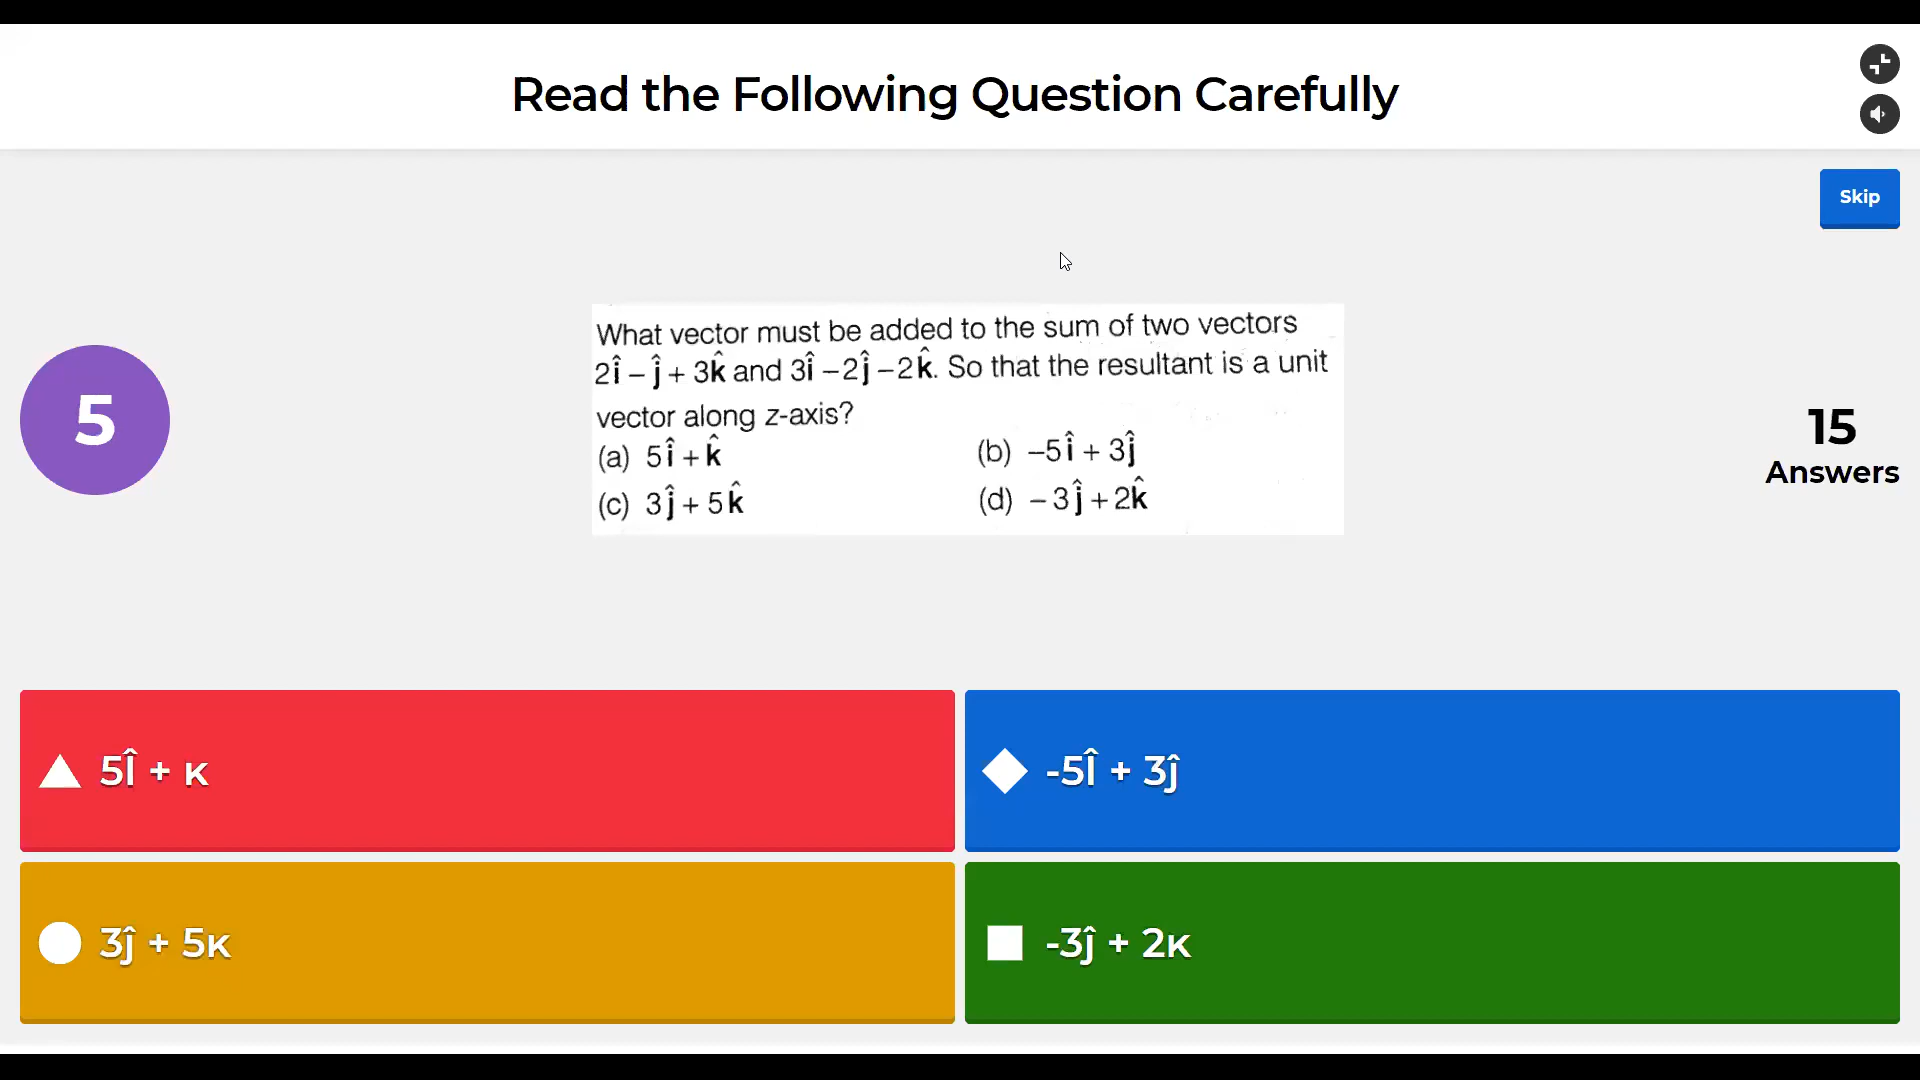 Read the Following Question Carefully
Skip
What vector must be added to the sum of two vectors
2î – ĵ + 3k̂ and 3î – 2ĵ – 2k̂. So that the resultant is a unit
vector along z-axis?
(a) 5î + k̂ (b) –5î + 3ĵ
(c) 3ĵ + 5k̂ (d) – 3ĵ + 2k̂
5
15
Answers
5Î + ĸ
-5Î + 3ĵ
3ĵ + 5ĸ
-3ĵ + 2ĸ